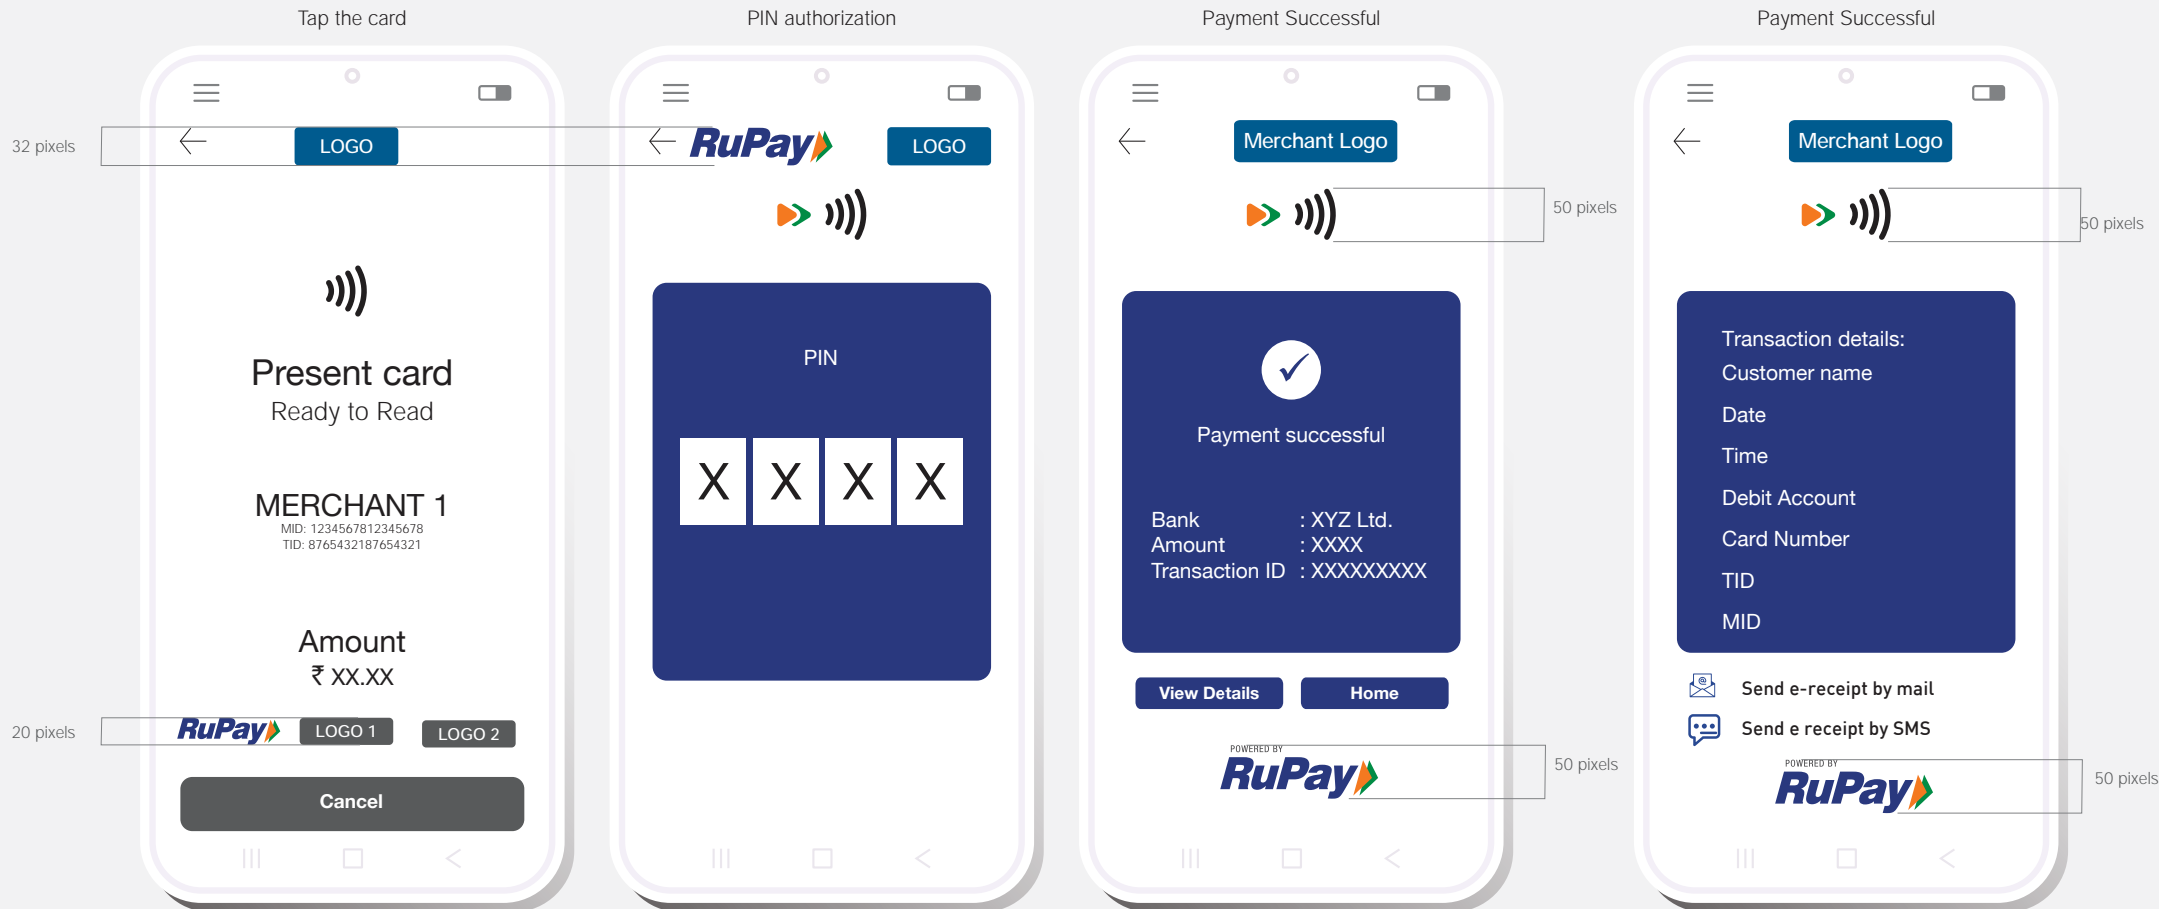 Tap the card
32 pixels
LOGO
Present card
Ready to Read
MERCHANT 1
MID: 1234567812345678
TID: 8765432187654321
Amount
₹ XX.XX
20 pixels
RuPay
LOGO 1
LOGO 2
Cancel
PIN authorization
RuPay
LOGO
PIN
X X X X
Payment Successful
Merchant Logo
50 pixels
Payment successful
Bank : XYZ Ltd.
Amount : XXXX
Transaction ID : XXXXXXXXX
View Details
Home
POWERED BY
RuPay
50 pixels
Payment Successful
Merchant Logo
50 pixels
Transaction details:
Customer name
Date
Time
Debit Account
Card Number
TID
MID
Send e-receipt by mail
Send e receipt by SMS
POWERED BY
RuPay
50 pixels